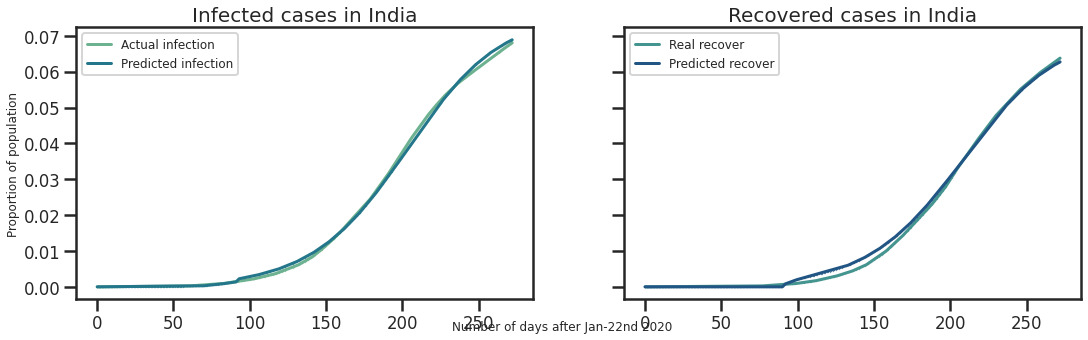 Infected cases in India
Actual infection
Predicted infection
Proportion of population
0.07
0.06
0.05
0.04
0.03
0.02
0.01
0.00
0 50 100 150 200 250
Recovered cases in India
Real recover
Predicted recover
0 50 100 150 200 250
Number of days after Jan-22nd 2020